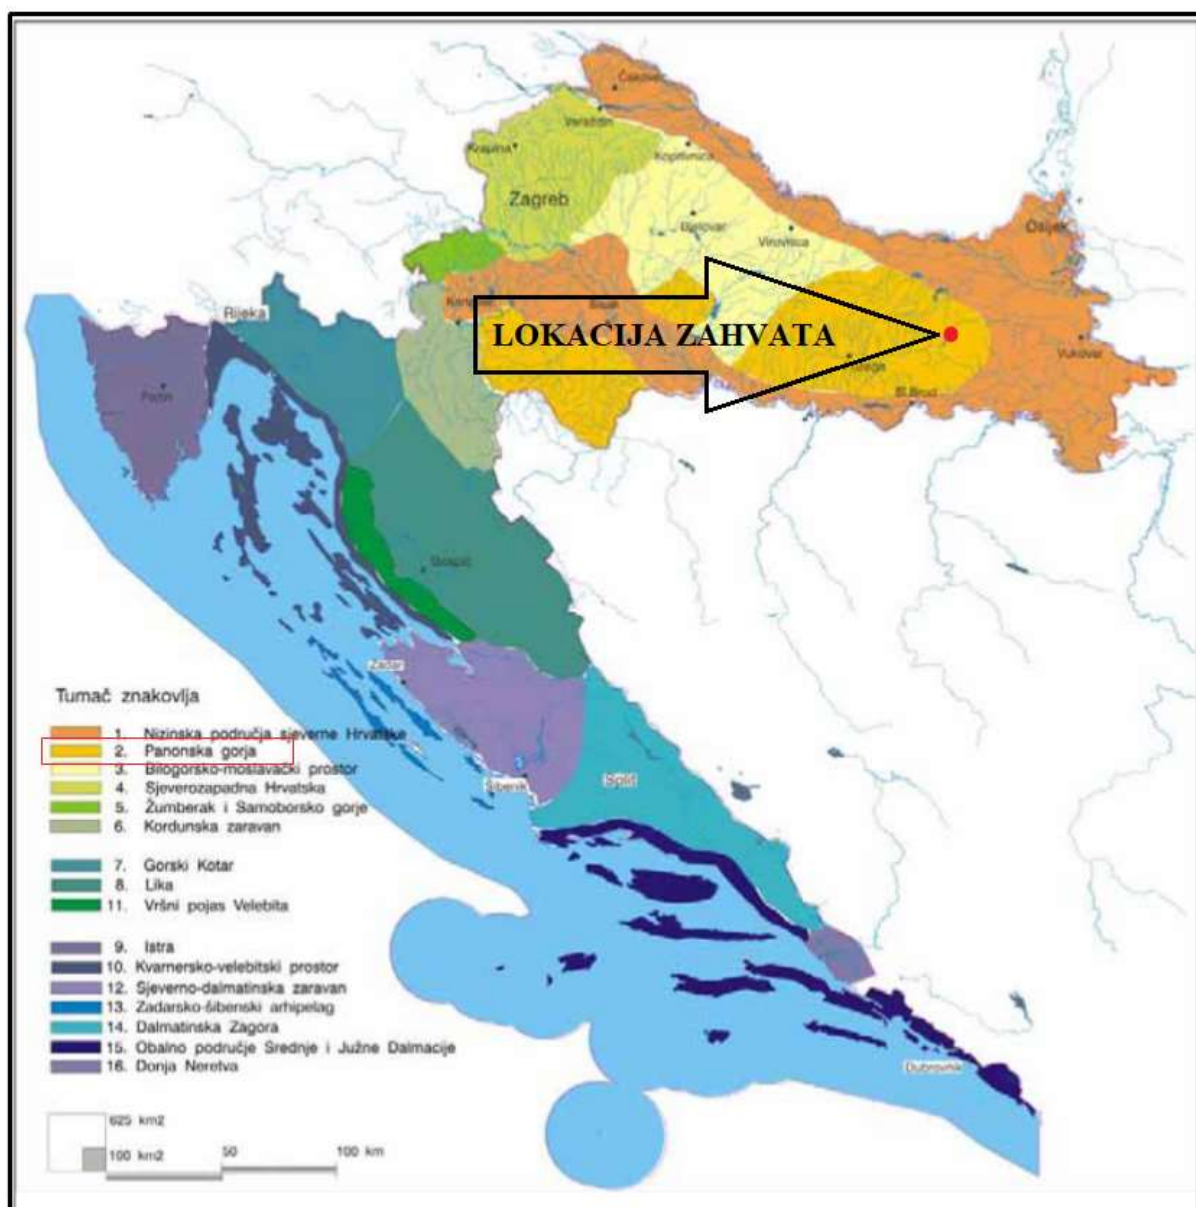 Čakovec
Varaždin
Krapina
Koprivnica
Zagreb
Bjelovar
Virovitica
Osijek
Rijeka
Sisak
LOKACIJA ZAHVATA
Vukovar
Sl.Brod
Gospić
Zadar
Šibenik
Split
Dubrovnik
Tumač znakovlja
1. Nizinska područja sjeverne Hrvatske
2. Panonska gorja
3. Bilogorsko-moslavački prostor
4. Sjeverozapadna Hrvatska
5. Žumberak i Samoborsko gorje
6. Kordunska zaravan
7. Gorski Kotar
8. Lika
11. Vršni pojas Velebita
9. Istra
10. Kvarnersko-velebitski prostor
12. Sjeverno-dalmatinska zaravan
13. Zadarsko-šibenski arhipelag
14. Dalmatinska Zagora
15. Obalno područje Srednje i Južne Dalmacije
16. Donja Neretva
625 km2
100 km2
50
100 km